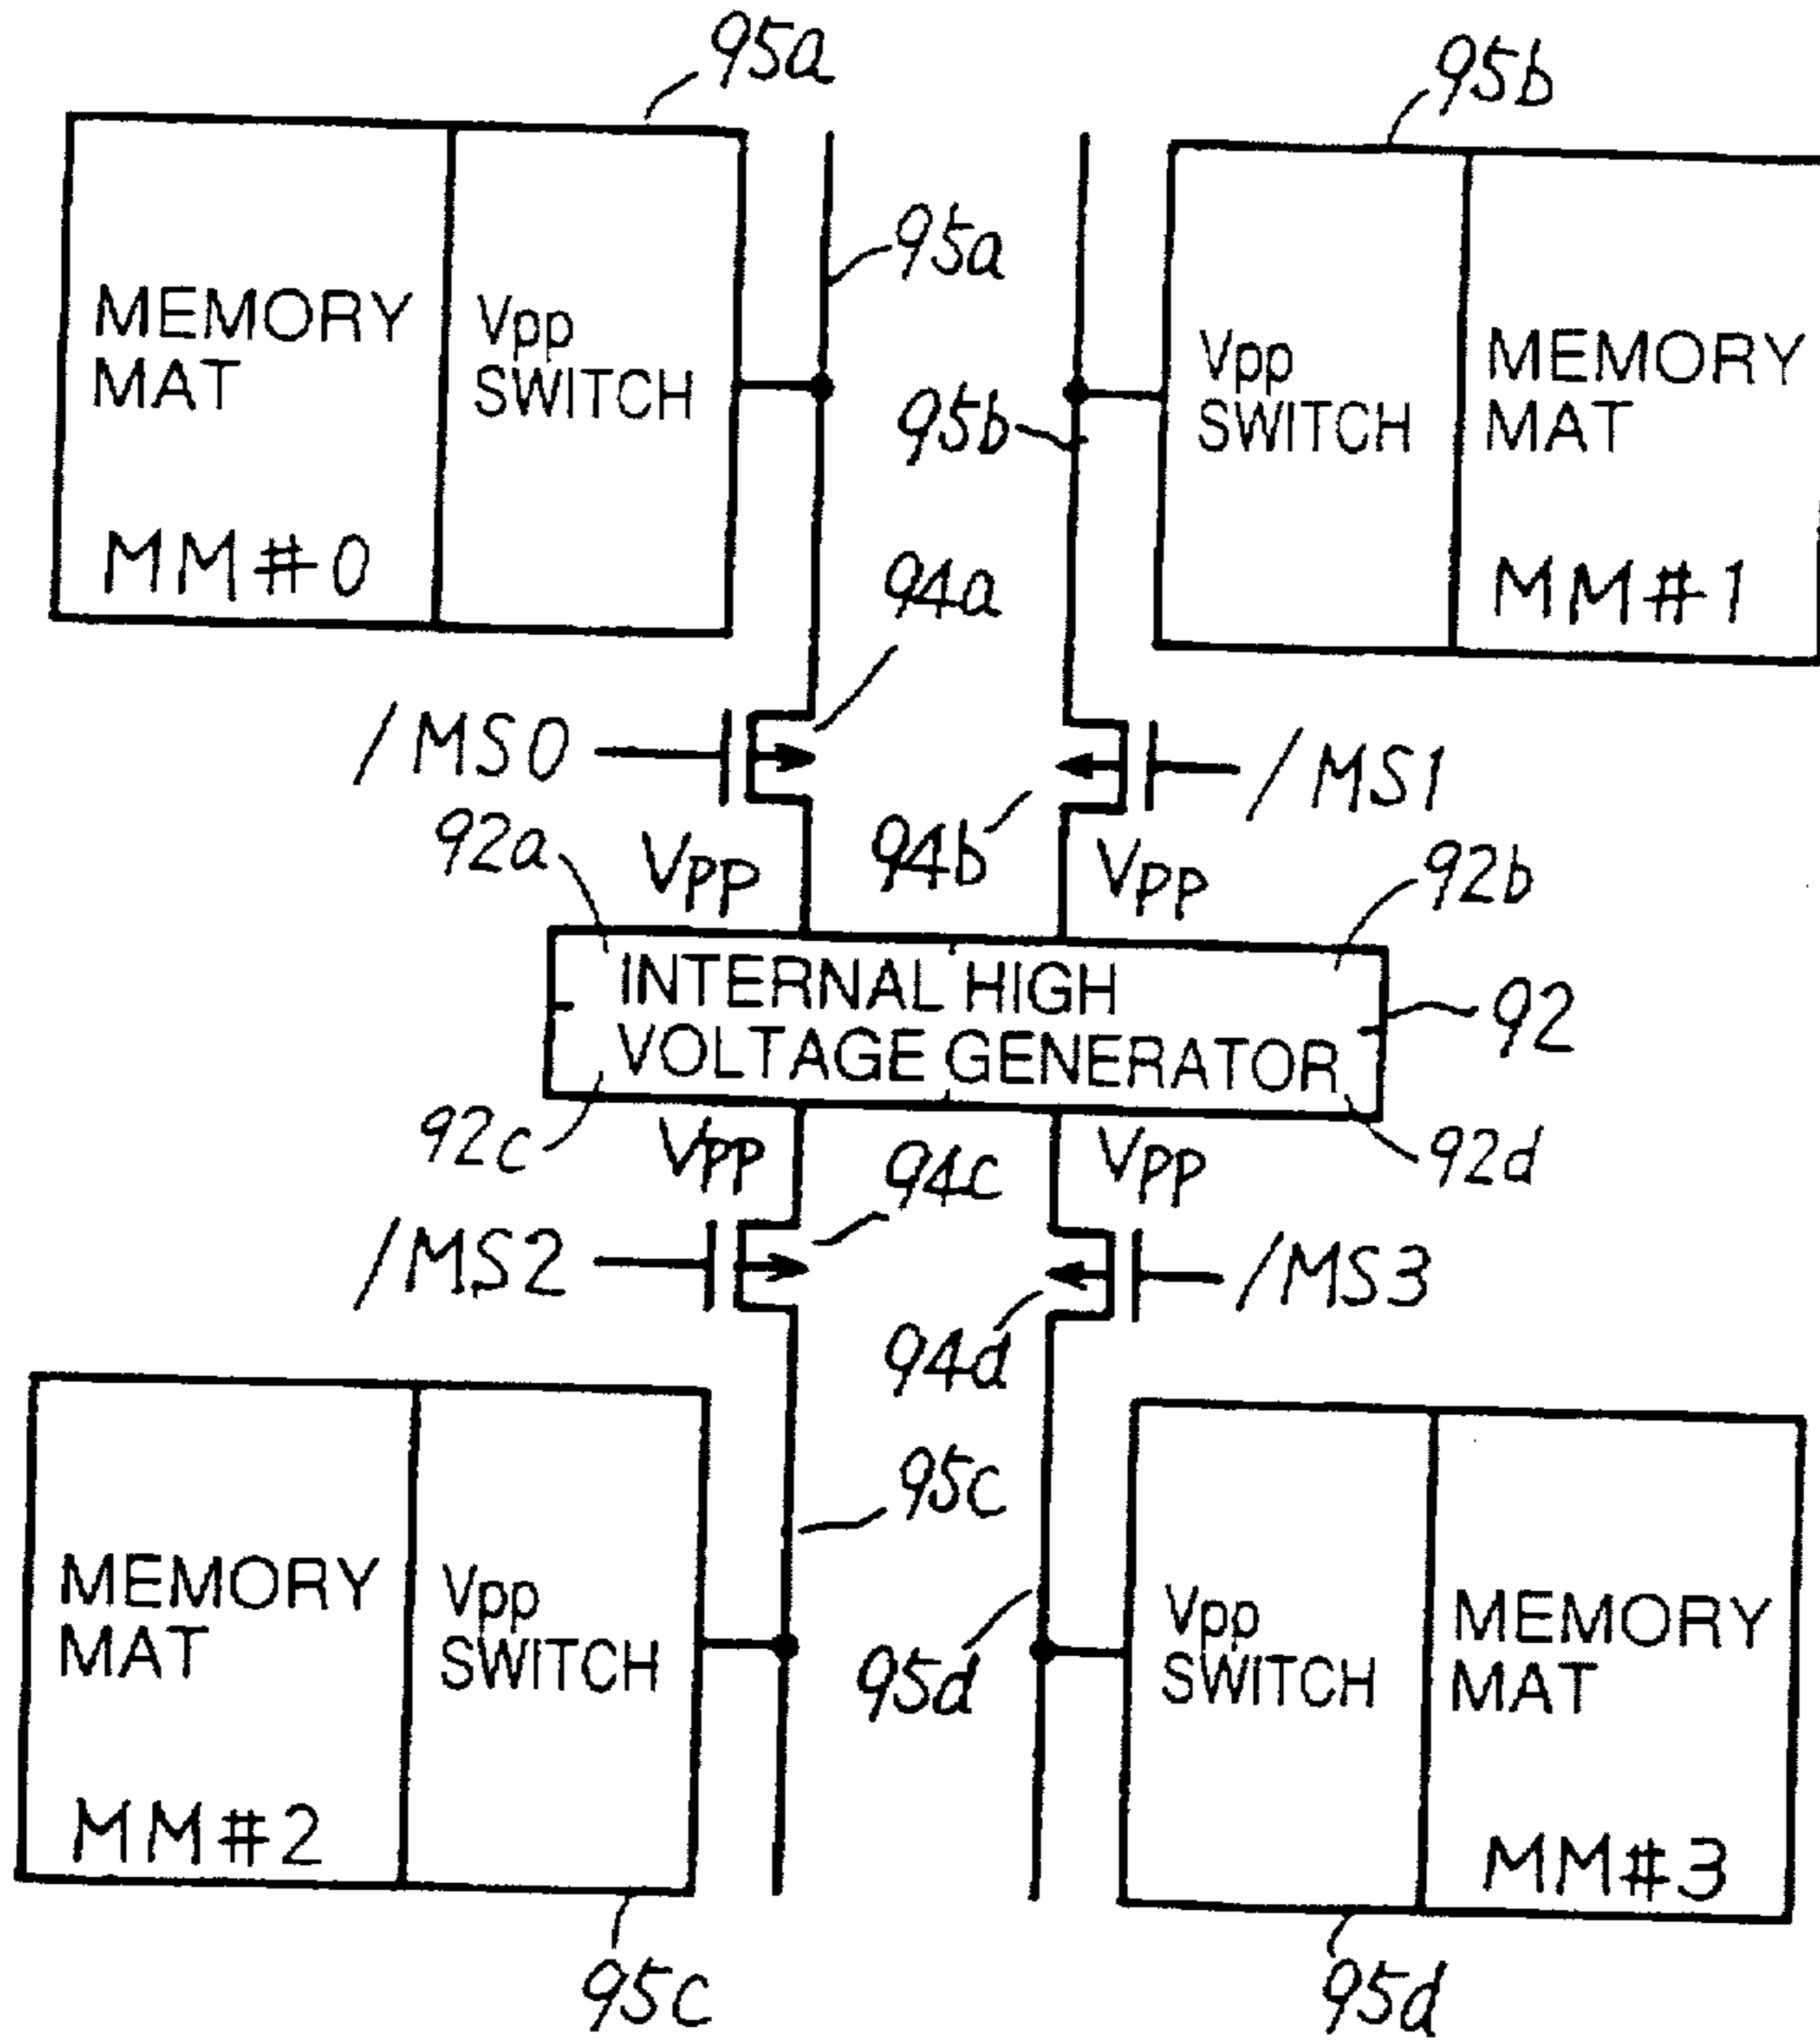 95a
95b
MEMORY
MAT
Vpp
SWITCH
MM#0
95a
95b
Vpp
SWITCH
MEMORY
MAT
MM#1
94a
/MS0
94b
/MS1
92a
Vpp
Vpp
92b
INTERNAL HIGH
VOLTAGE GENERATOR
92
92c
Vpp
94c
Vpp
92d
/MS2
94d
/MS3
95c
MEMORY
MAT
Vpp
SWITCH
MM#2
95d
Vpp
SWITCH
MEMORY
MAT
MM#3
95c
95d